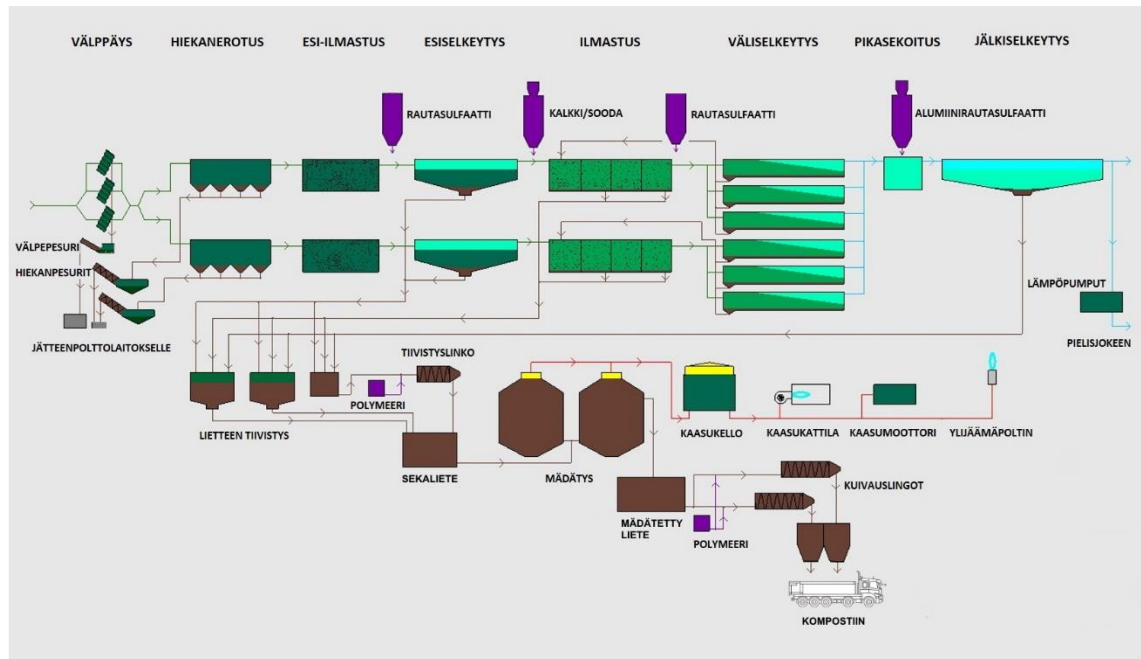 VÄLPPÄYS
HIEKANEROTUS
ESI-ILMASTUS
ESISELKEYTYS
ILMASTUS
VÄLISELKEYTYS
PIKASEKOITUS
JÄLKISELKEYTYS
RAUTASULFAATTI
KALKKI/SOODA
RAUTASULFAATTI
ALUMIINIRAUTASULFAATTI
VÄLPEPESURI
HIEKANPESURIT
JÄTTEENPOLTTOLAITOKSELLE
LÄMPÖPUMPUT
PIELISJOKEEN
TIIVISTYSLINKO
POLYMEERI
LIETTEEN TIIVISTYS
SEKALIETE
MÄDÄTYS
KAASUKELLO
KAASUKATTILA
KAASUMOOTTORI
YLIJÄÄMÄPOLTIN
KUIVAUSLINGOT
MÄDÄTETTY
LIETE
POLYMEERI
KOMPOSTIIN